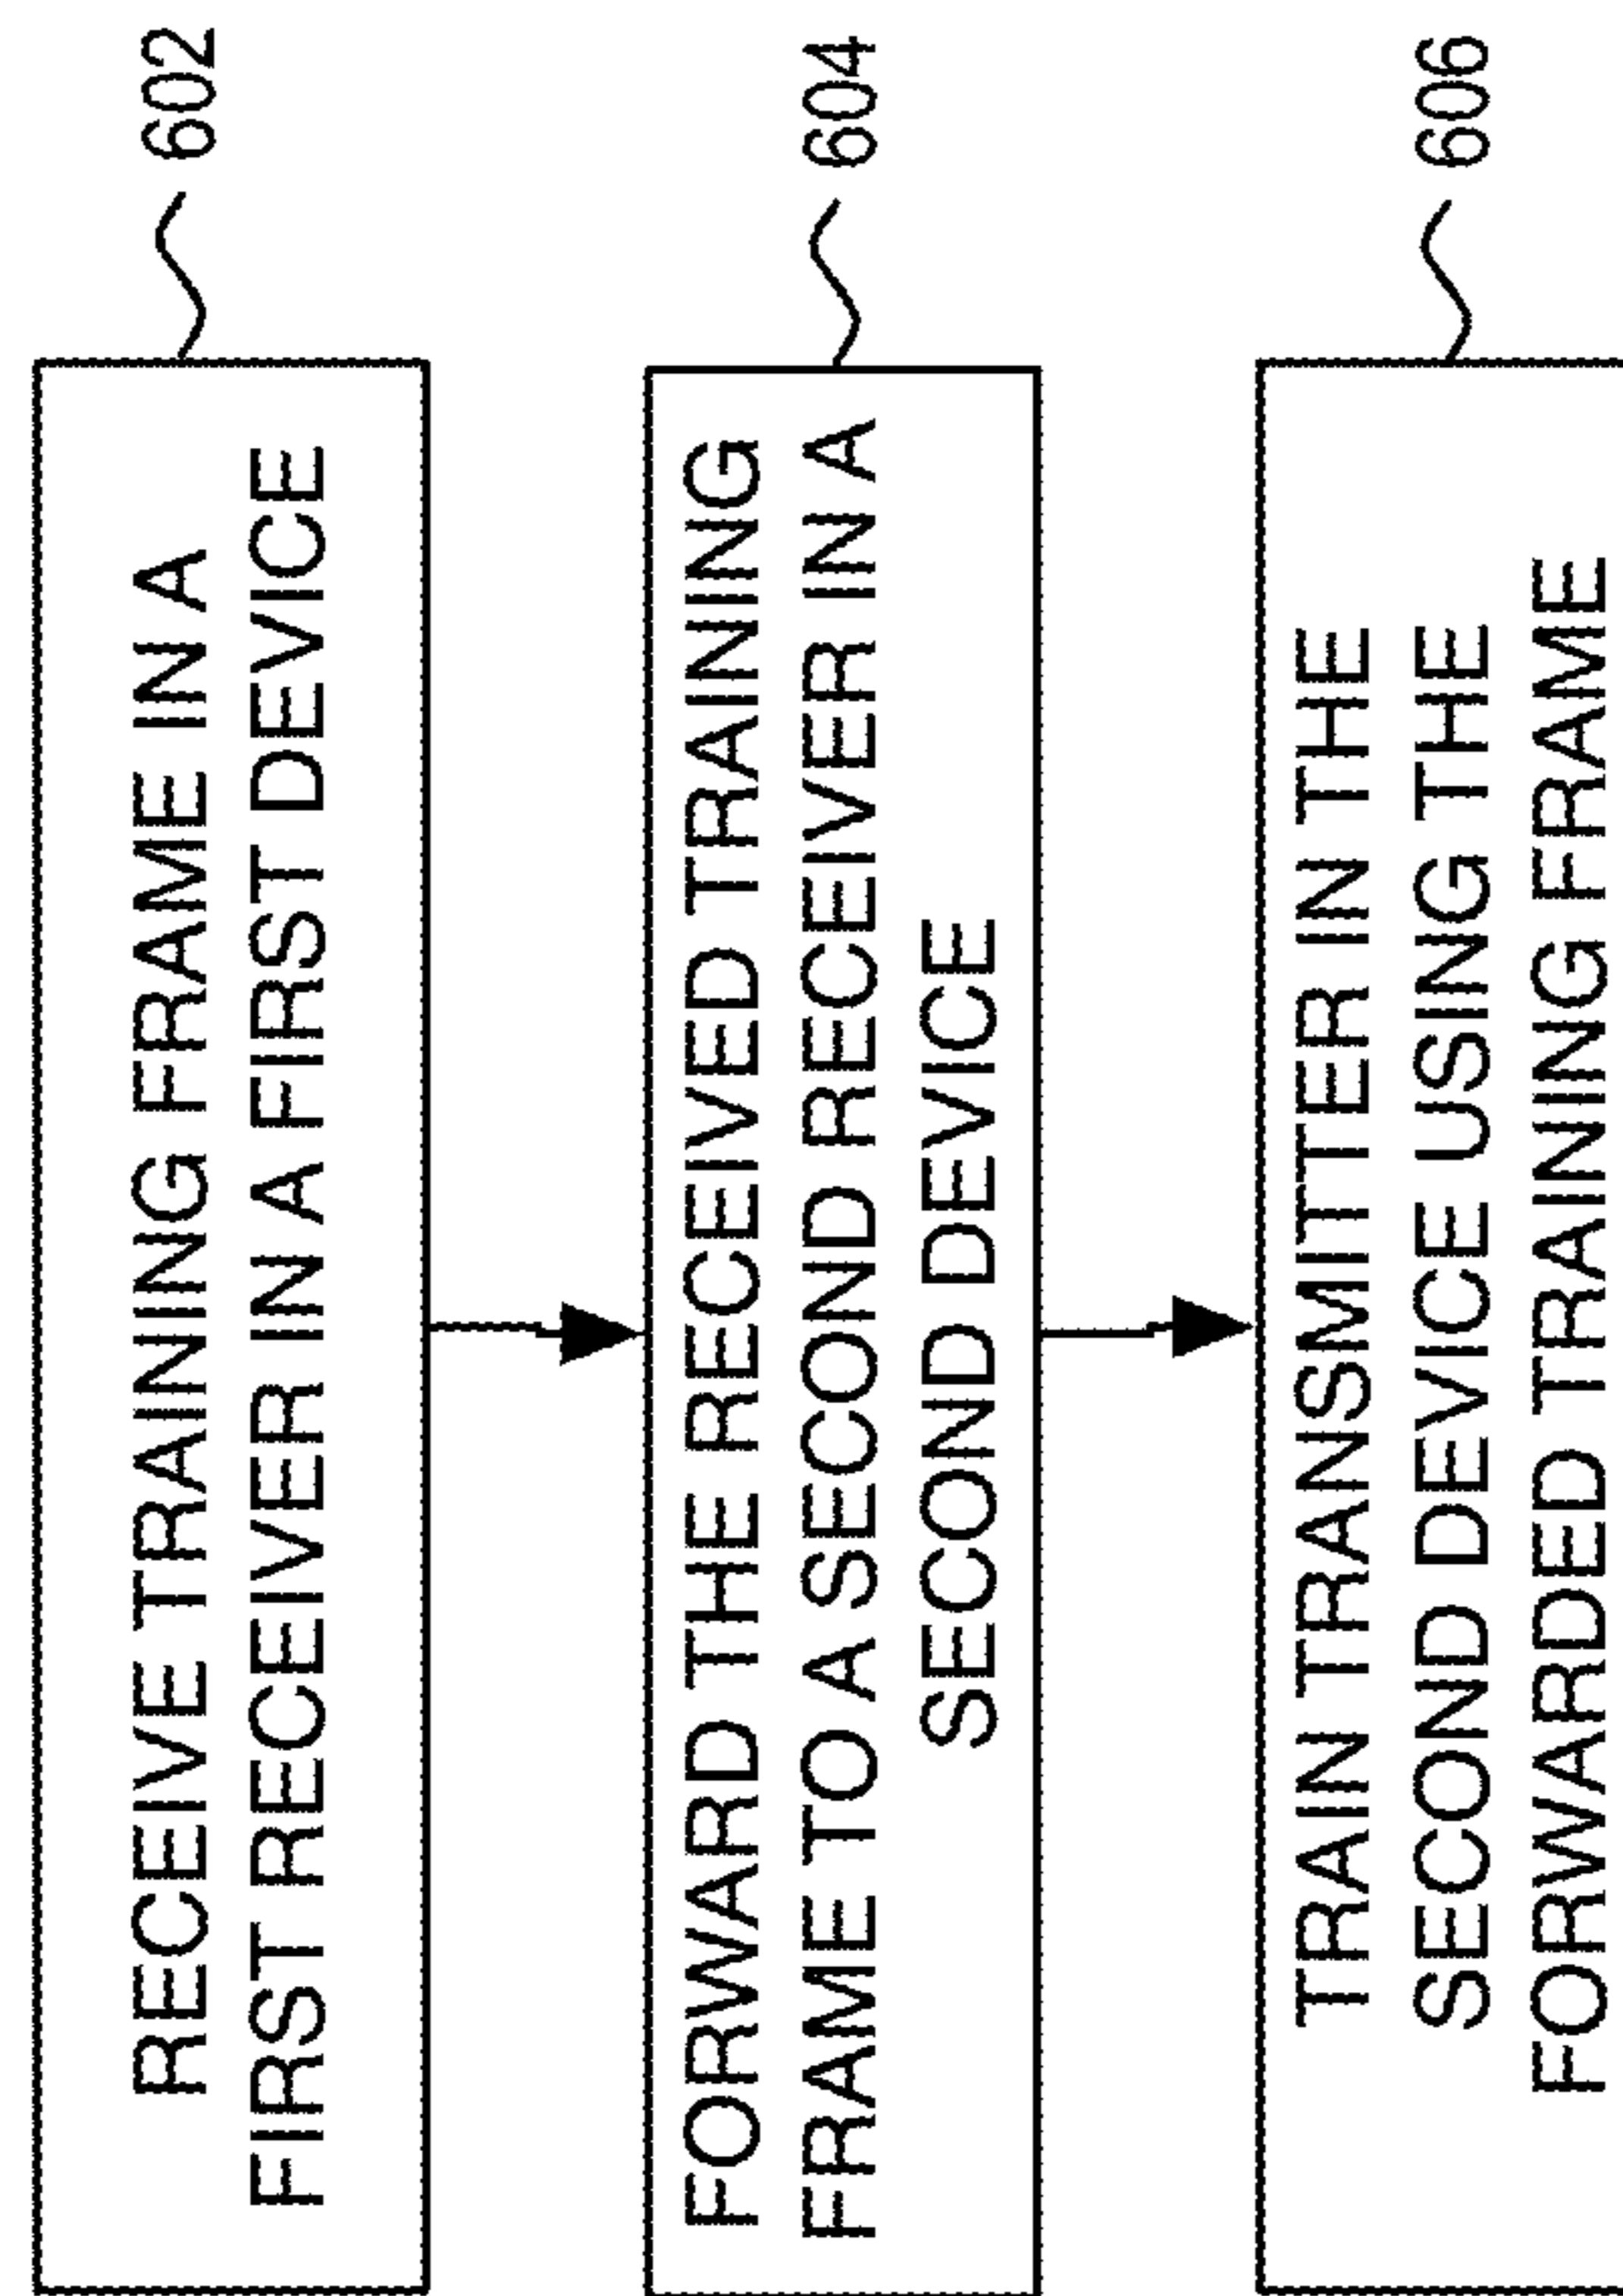 RECEIVE TRAINING FRAME IN A
FIRST RECEIVER IN A FIRST DEVICE
602
FORWARD THE RECEIVED TRAINING
FRAME TO A SECOND RECEIVER IN A
SECOND DEVICE
604
TRAIN TRANSMITTER IN THE
SECOND DEVICE USING THE
FORWARDED TRAINING FRAME
606